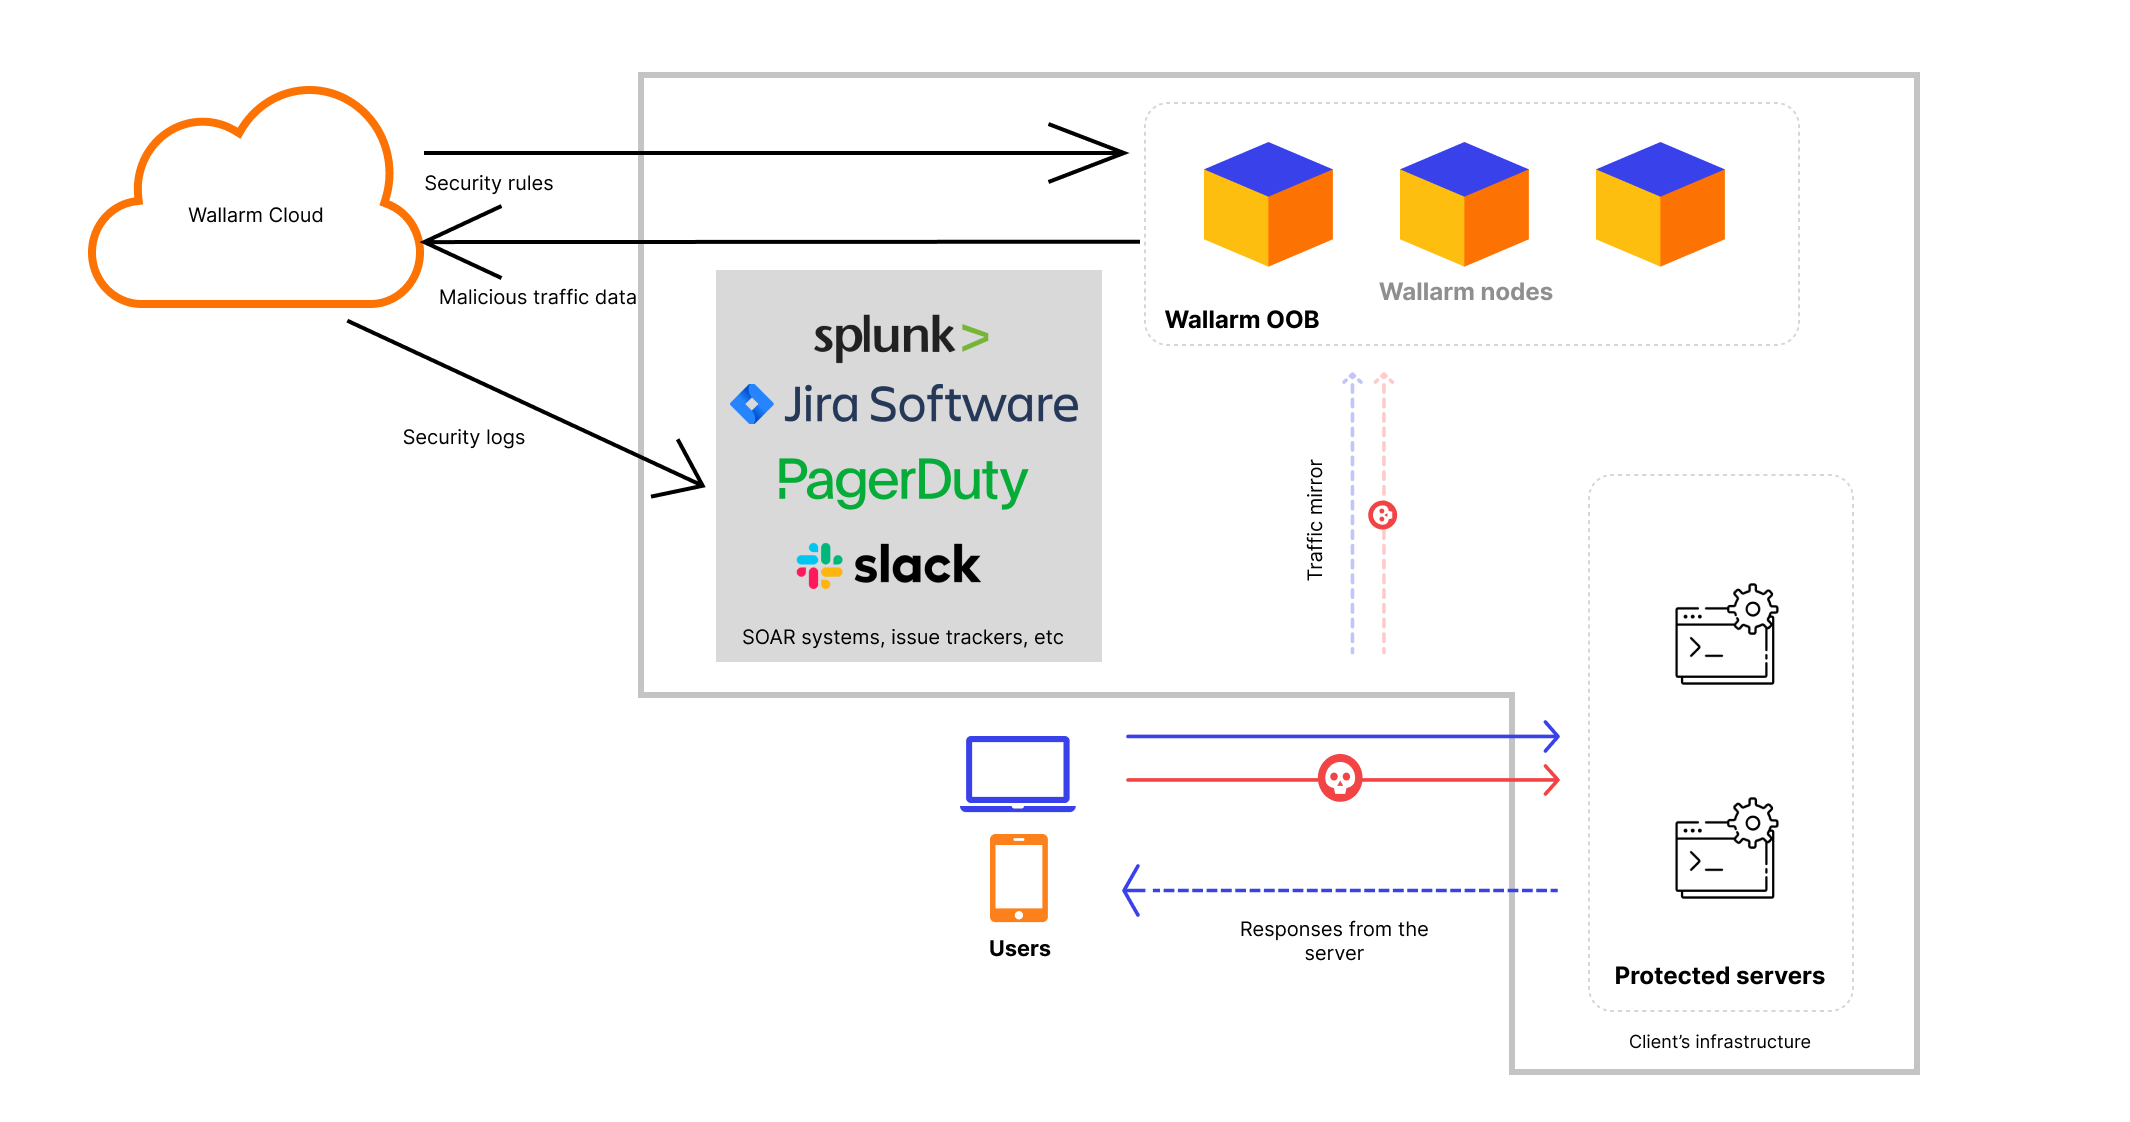 Wallarm Cloud
Security rules
Malicious traffic data
Security logs
splunk>
Jira Software
PagerDuty
slack
SOAR systems, issue trackers, etc
Wallarm nodes
Wallarm OOB
Traffic mirror
Users
Responses from the
server
Protected servers
Client’s infrastructure